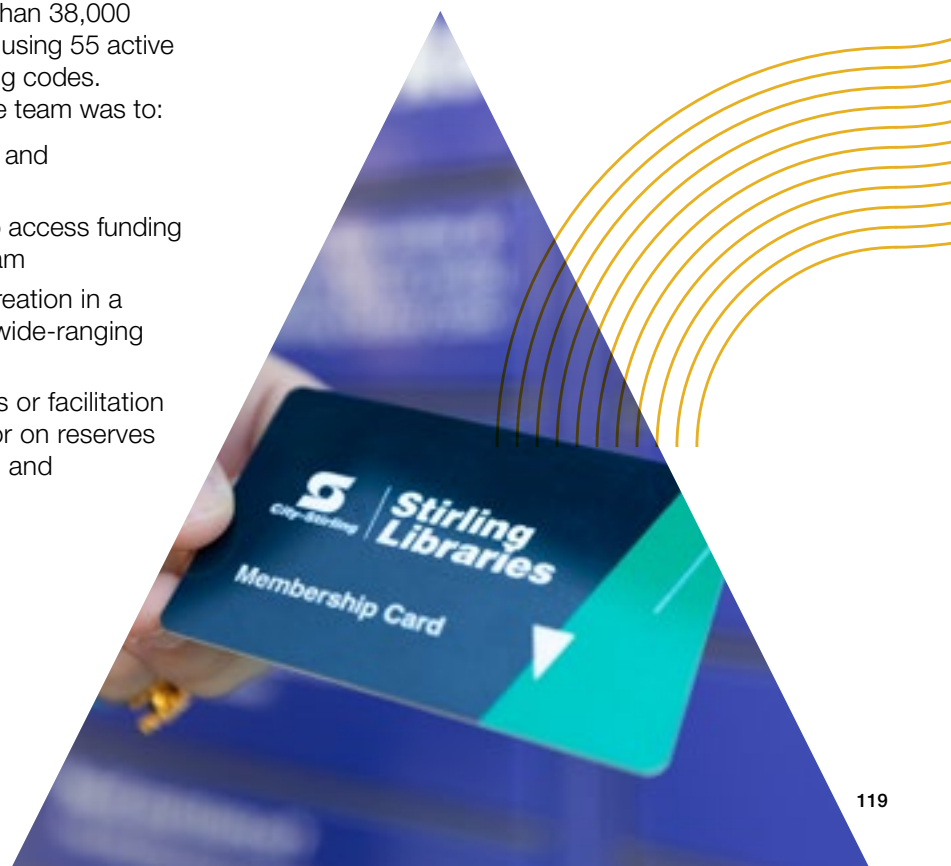 han 38,000
using 55 active
g codes.
e team was to:
and
access funding
am
reation in a
wide-ranging
s or facilitation
or on reserves
and
City of Stirling
Stirling
Libraries
Membership Card
119